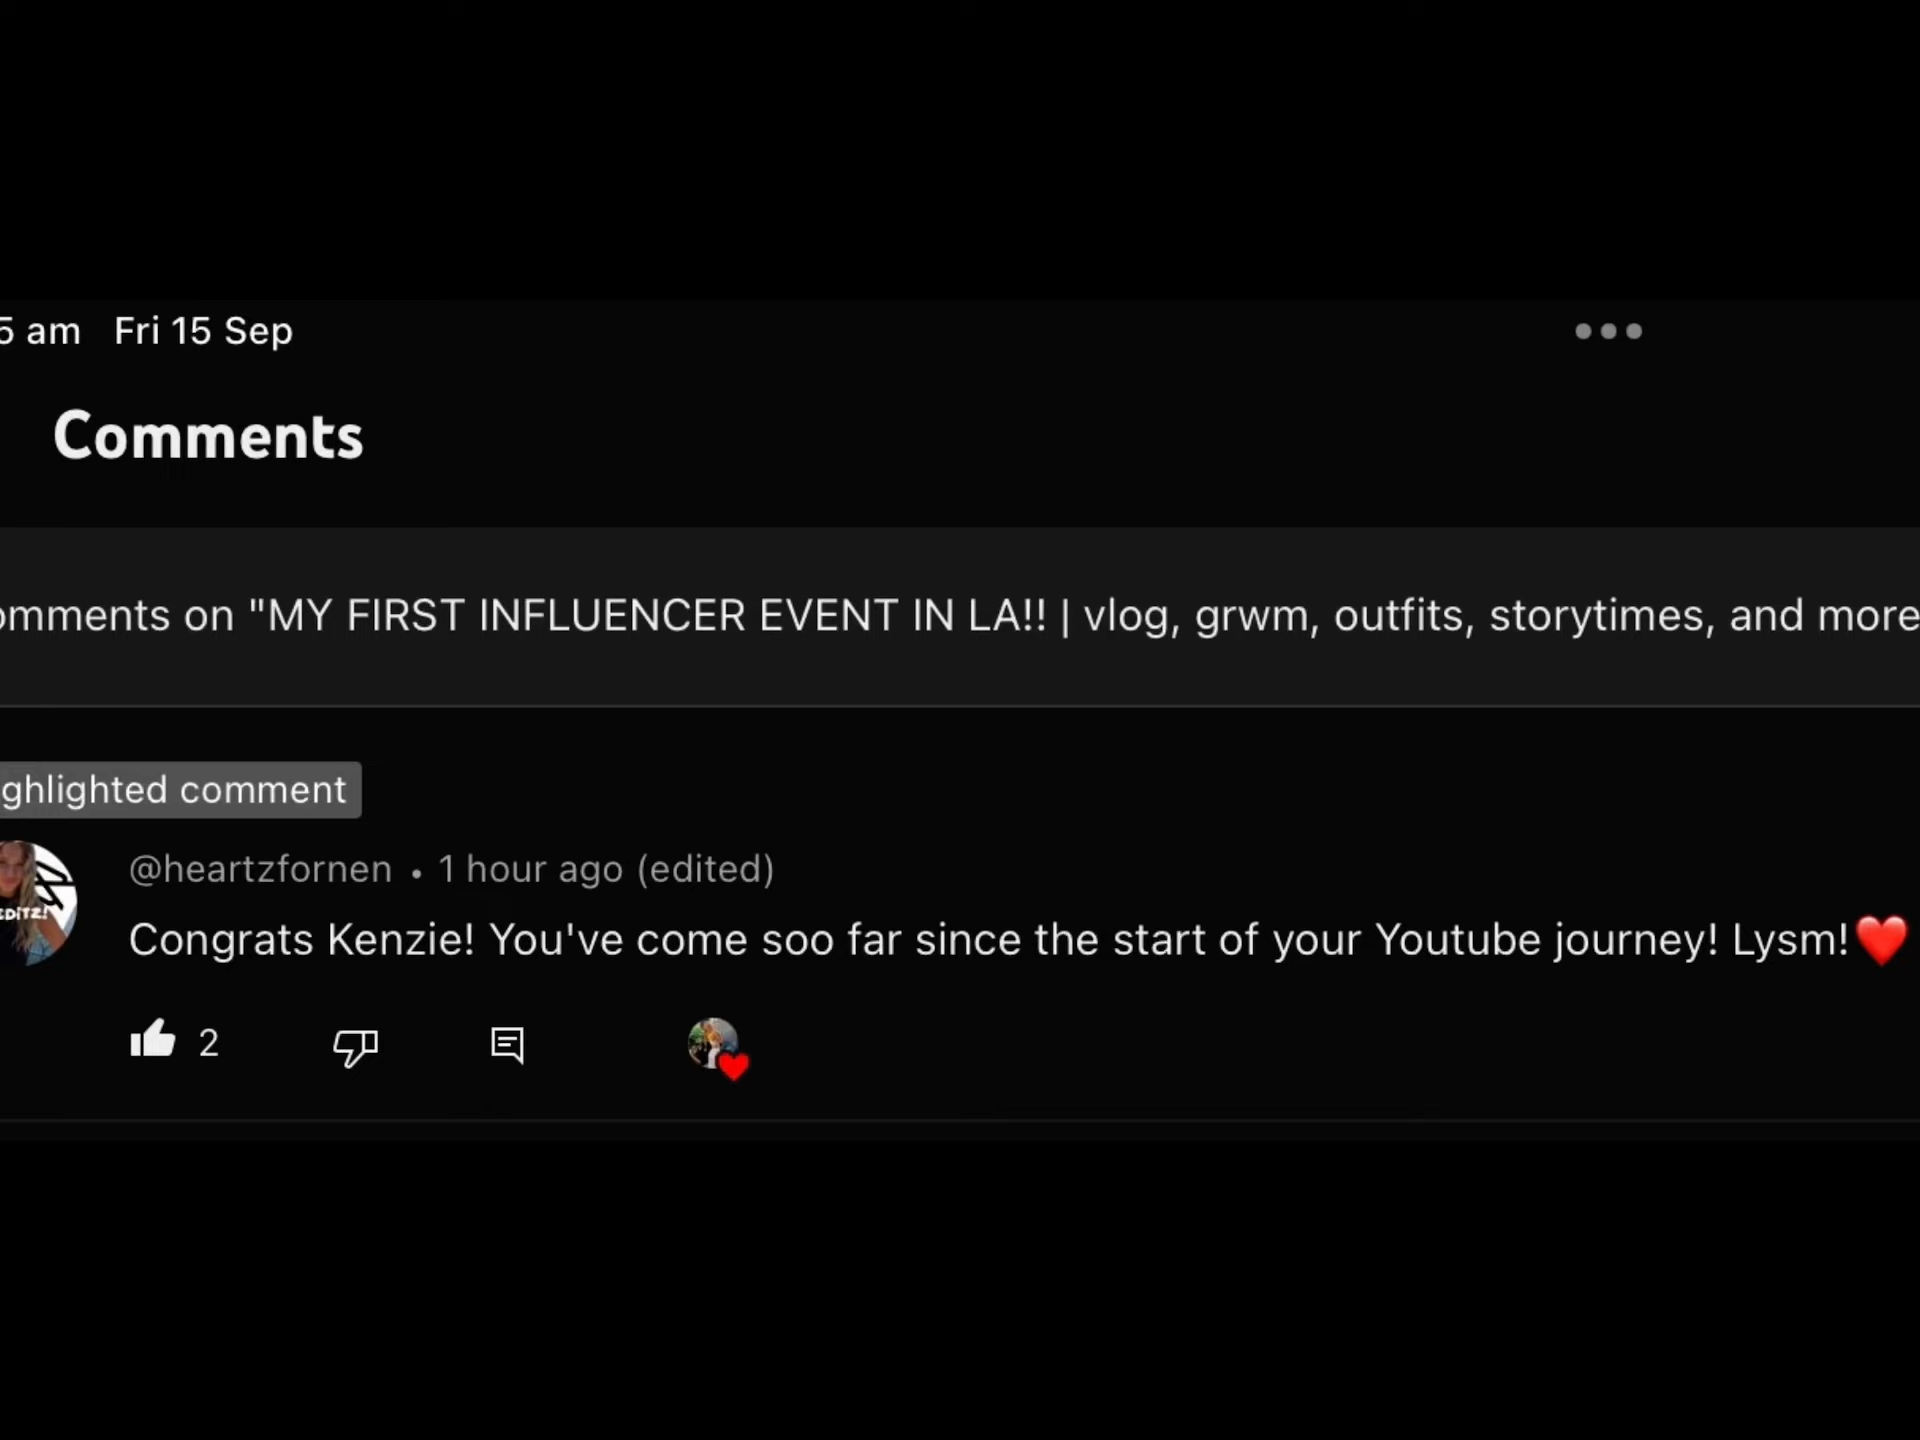 5 am Fri 15 Sep
Comments
omments on "MY FIRST INFLUENCER EVENT IN LA!! | vlog, grwm, outfits, storytimes, and more
ghlighted comment
EDITZ!
@heartzfornen • 1 hour ago (edited)
Congrats Kenzie! You've come soo far since the start of your Youtube journey! Lysm!❤️
2